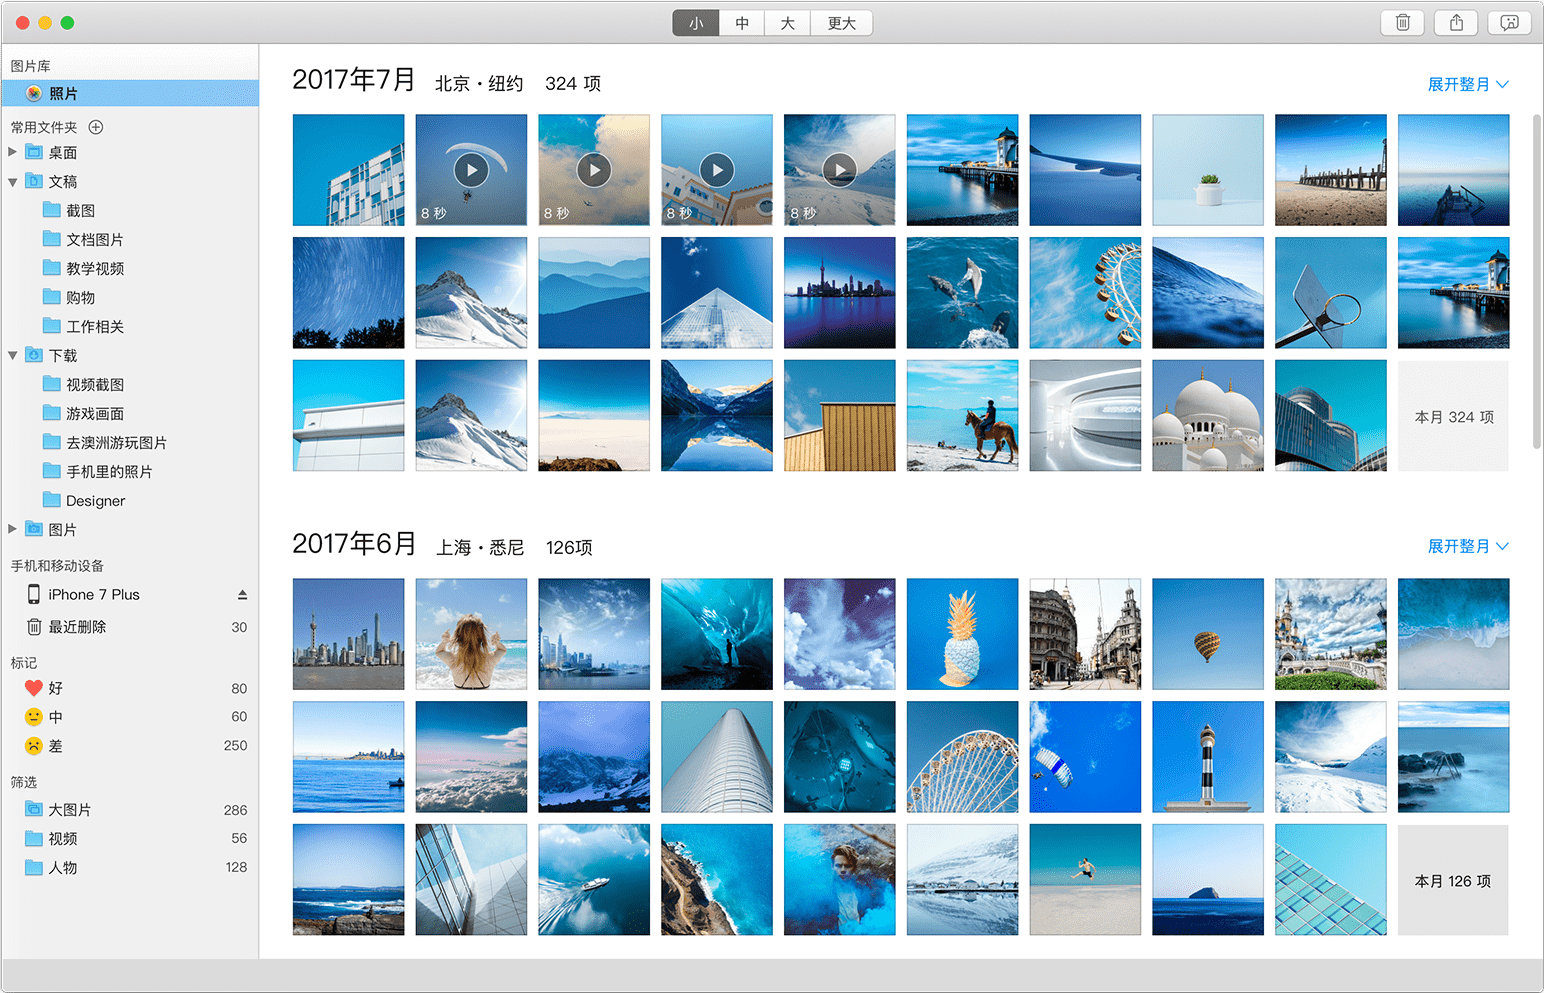 小 中 大 更大
图片库
照片
常用文件夹
桌面
文稿
截图
文档图片
教学视频
购物
工作相关
下载
视频截图
游戏画面
去澳洲游玩图片
手机里的照片
Designer
图片
手机和移动设备
iPhone 7 Plus
最近删除 30
标记
好 80
中 60
差 250
筛选
大图片 286
视频 56
人物 128
2017年7月 北京・纽约 324 项 展开整月
8 秒 8 秒 8 秒 8 秒
本月 324 项
2017年6月 上海・悉尼 126项 展开整月
本月 126 项